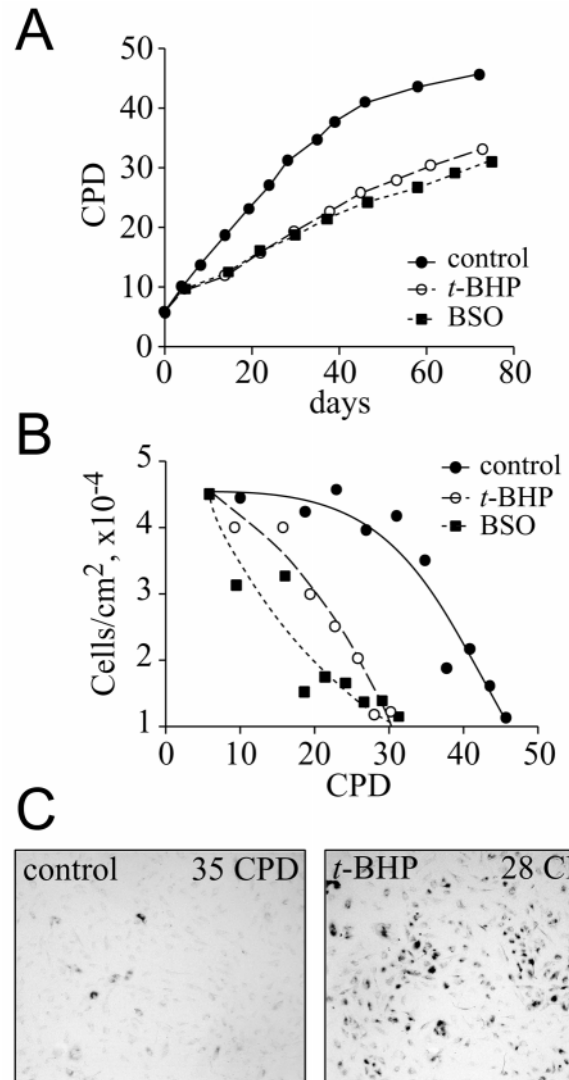 A
50
40
30
20
10
0
CPD
0 20 40 60 80
days
control
t-BHP
BSO
B
5
4
3
2
1
Cells/cm², x10-4
0 10 20 30 40 50
CPD
control
t-BHP
BSO
C
control 35 CPD
t-BHP 28 C